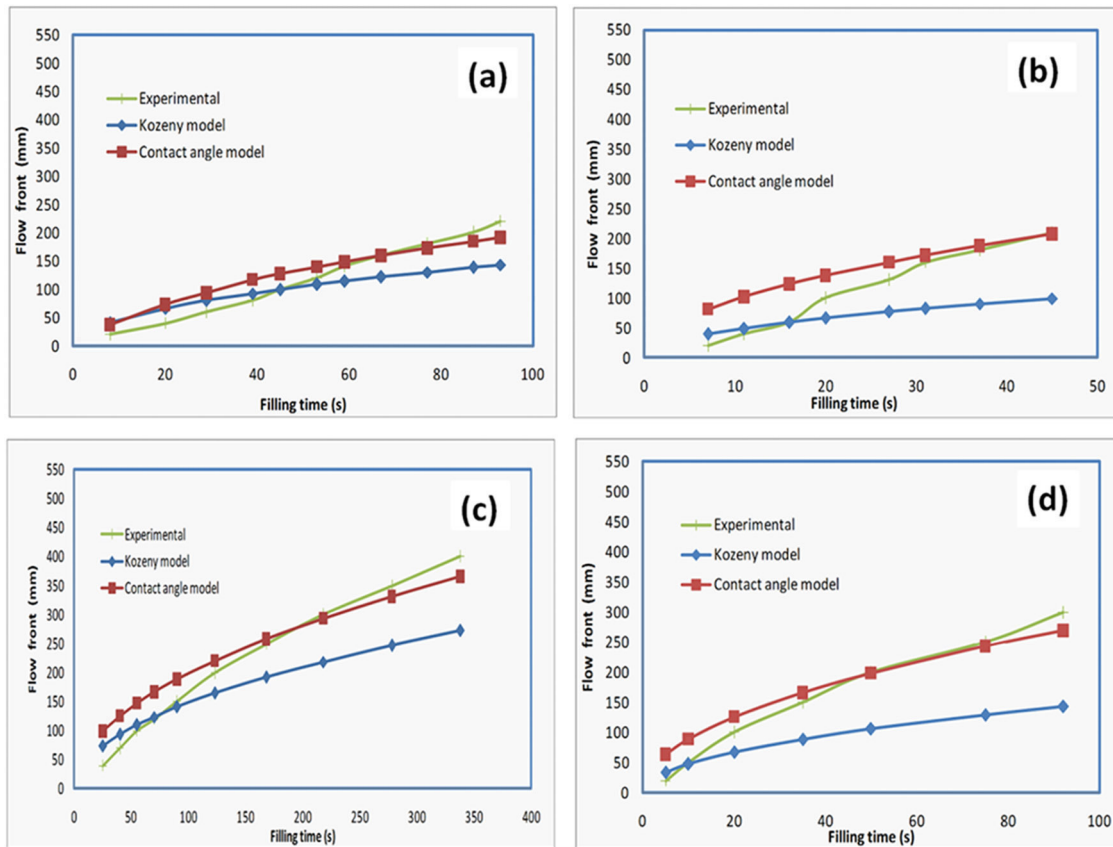 (a)
550
500
450
400
350
300
250
200
150
100
50
0
Flow front (mm)
Experimental
Kozeny model
Contact angle model
0 20 40 60 80 100
Filling time (s)
(b)
550
500
450
400
350
300
250
200
150
100
50
0
Flow front (mm)
Experimental
Kozeny model
Contact angle model
0 10 20 30 40 50
Filling time (s)
(c)
550
500
450
400
350
300
250
200
150
100
50
0
Flow front (mm)
Experimental
Kozeny model
Contact angle model
0 50 100 150 200 250 300 350 400
Filling time (s)
(d)
550
500
450
400
350
300
250
200
150
100
50
0
Flow front (mm)
Experimental
Kozeny model
Contact angle model
0 20 40 60 80 100
Filling time (s)